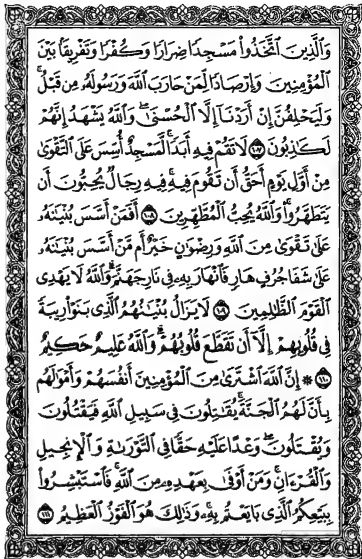 وَالَّذِينَ اتَّخَذُوا مَسْجِدًا ضِرَارًا وَكُفْرًا وَتَفْرِيقًا بَيْنَ
الْمُؤْمِنِينَ وَإِرْصَادًا لِمَنْ حَارَبَ اللَّهَ وَرَسُولَهُ مِن قَبْلُ
وَلَيَحْلِفُنَّ إِنْ أَرَدْنَا إِلَّا الْحُسْنَىٰ وَاللَّهُ يَشْهَدُ إِنَّهُمْ
لَكَاذِبُونَ ١٠٧ لَا تَقُمْ فِيهِ أَبَدًا لَّمَسْجِدٌ أُسِّسَ عَلَى التَّقْوَىٰ
مِنْ أَوَّلِ يَوْمٍ أَحَقُّ أَن تَقُومَ فِيهِ فِيهِ رِجَالٌ يُحِبُّونَ أَن
يَتَطَهَّرُوا وَاللَّهُ يُحِبُّ الْمُطَّهِّرِينَ ١٠٨ أَفَمَنْ أَسَّسَ بُنْيَانَهُ
عَلَىٰ تَقْوَىٰ مِنَ اللَّهِ وَرِضْوَانٍ خَيْرٌ أَم مَّنْ أَسَّسَ بُنْيَانَهُ
عَلَىٰ شَفَا جُرُفٍ هَارٍ فَانْهَارَ بِهِ فِي نَارِ جَهَنَّمَ وَاللَّهُ لَا يَهْدِي
الْقَوْمَ الظَّالِمِينَ ١٠٩ لَا يَزَالُ بُنْيَانُهُمُ الَّذِي بَنَوْا رِيبَةً
فِي قُلُوبِهِمْ إِلَّا أَن تَقَطَّعَ قُلُوبُهُمْ وَاللَّهُ عَلِيمٌ حَكِيمٌ
١١٠ ۞ إِنَّ اللَّهَ اشْتَرَىٰ مِنَ الْمُؤْمِنِينَ أَنفُسَهُمْ وَأَمْوَالَهُم
بِأَنَّ لَهُمُ الْجَنَّةَ يُقَاتِلُونَ فِي سَبِيلِ اللَّهِ فَيَقْتُلُونَ
وَيُقْتَلُونَ وَعْدًا عَلَيْهِ حَقًّا فِي التَّوْرَاةِ وَالْإِنجِيلِ
وَالْقُرْآنِ وَمَنْ أَوْفَىٰ بِعَهْدِهِ مِنَ اللَّهِ فَاسْتَبْشِرُوا
بِبَيْعِكُمُ الَّذِي بَايَعْتُم بِهِ وَذَٰلِكَ هُوَ الْفَوْزُ الْعَظِيمُ ١١١